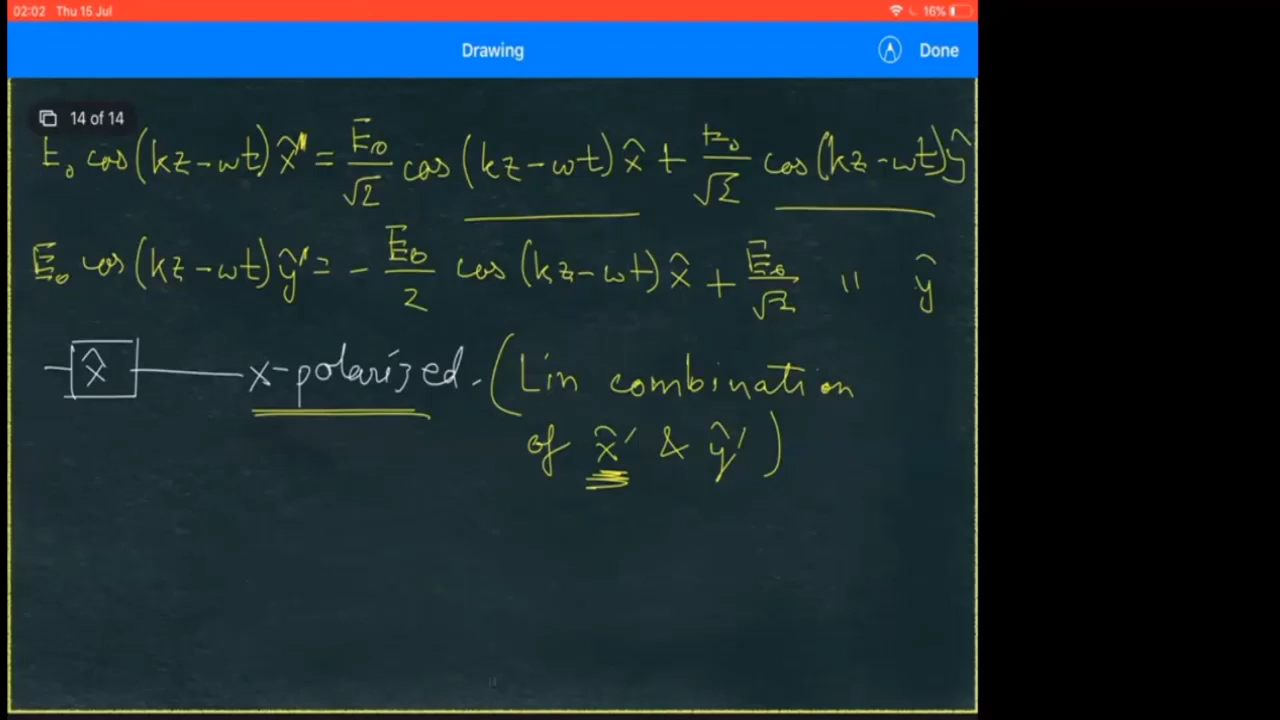 02:02 Thu 15 Jul 16%
Drawing Done
14 of 14
E₀ cos(kz-ωt) x̂' = E₀/√2 cos(kz-ωt) x̂ + E₀/√2 cos(kz-ωt) ŷ
E₀ cos(kz-ωt) ŷ' = - E₀/2 cos(kz-ωt) x̂ + E₀/√2 " ŷ
x̂ x-polarized. (Lin combination
of x̂' & ŷ')